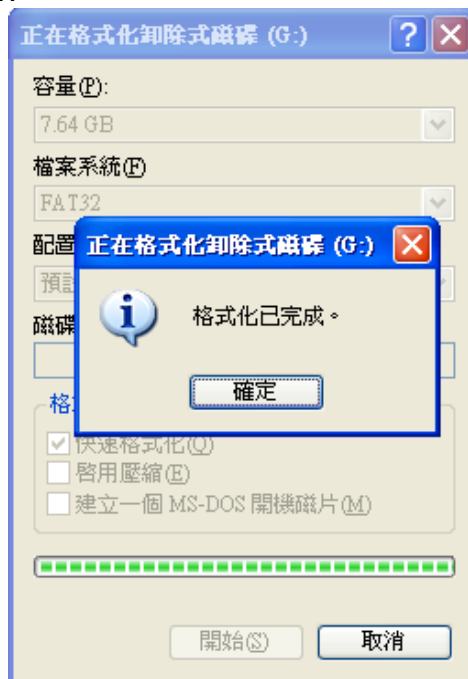 正在格式化卸除式磁碟 (G:)
容量(P):
7.64 GB
檔案系統(F)
FAT32
配置
正在格式化卸除式磁碟 (G:)
預設
格式化已完成。
磁碟
確定
格式
快速格式化(Q)
啓用壓縮(E)
建立一個 MS-DOS 開機磁片(M)
開始(S)
取消